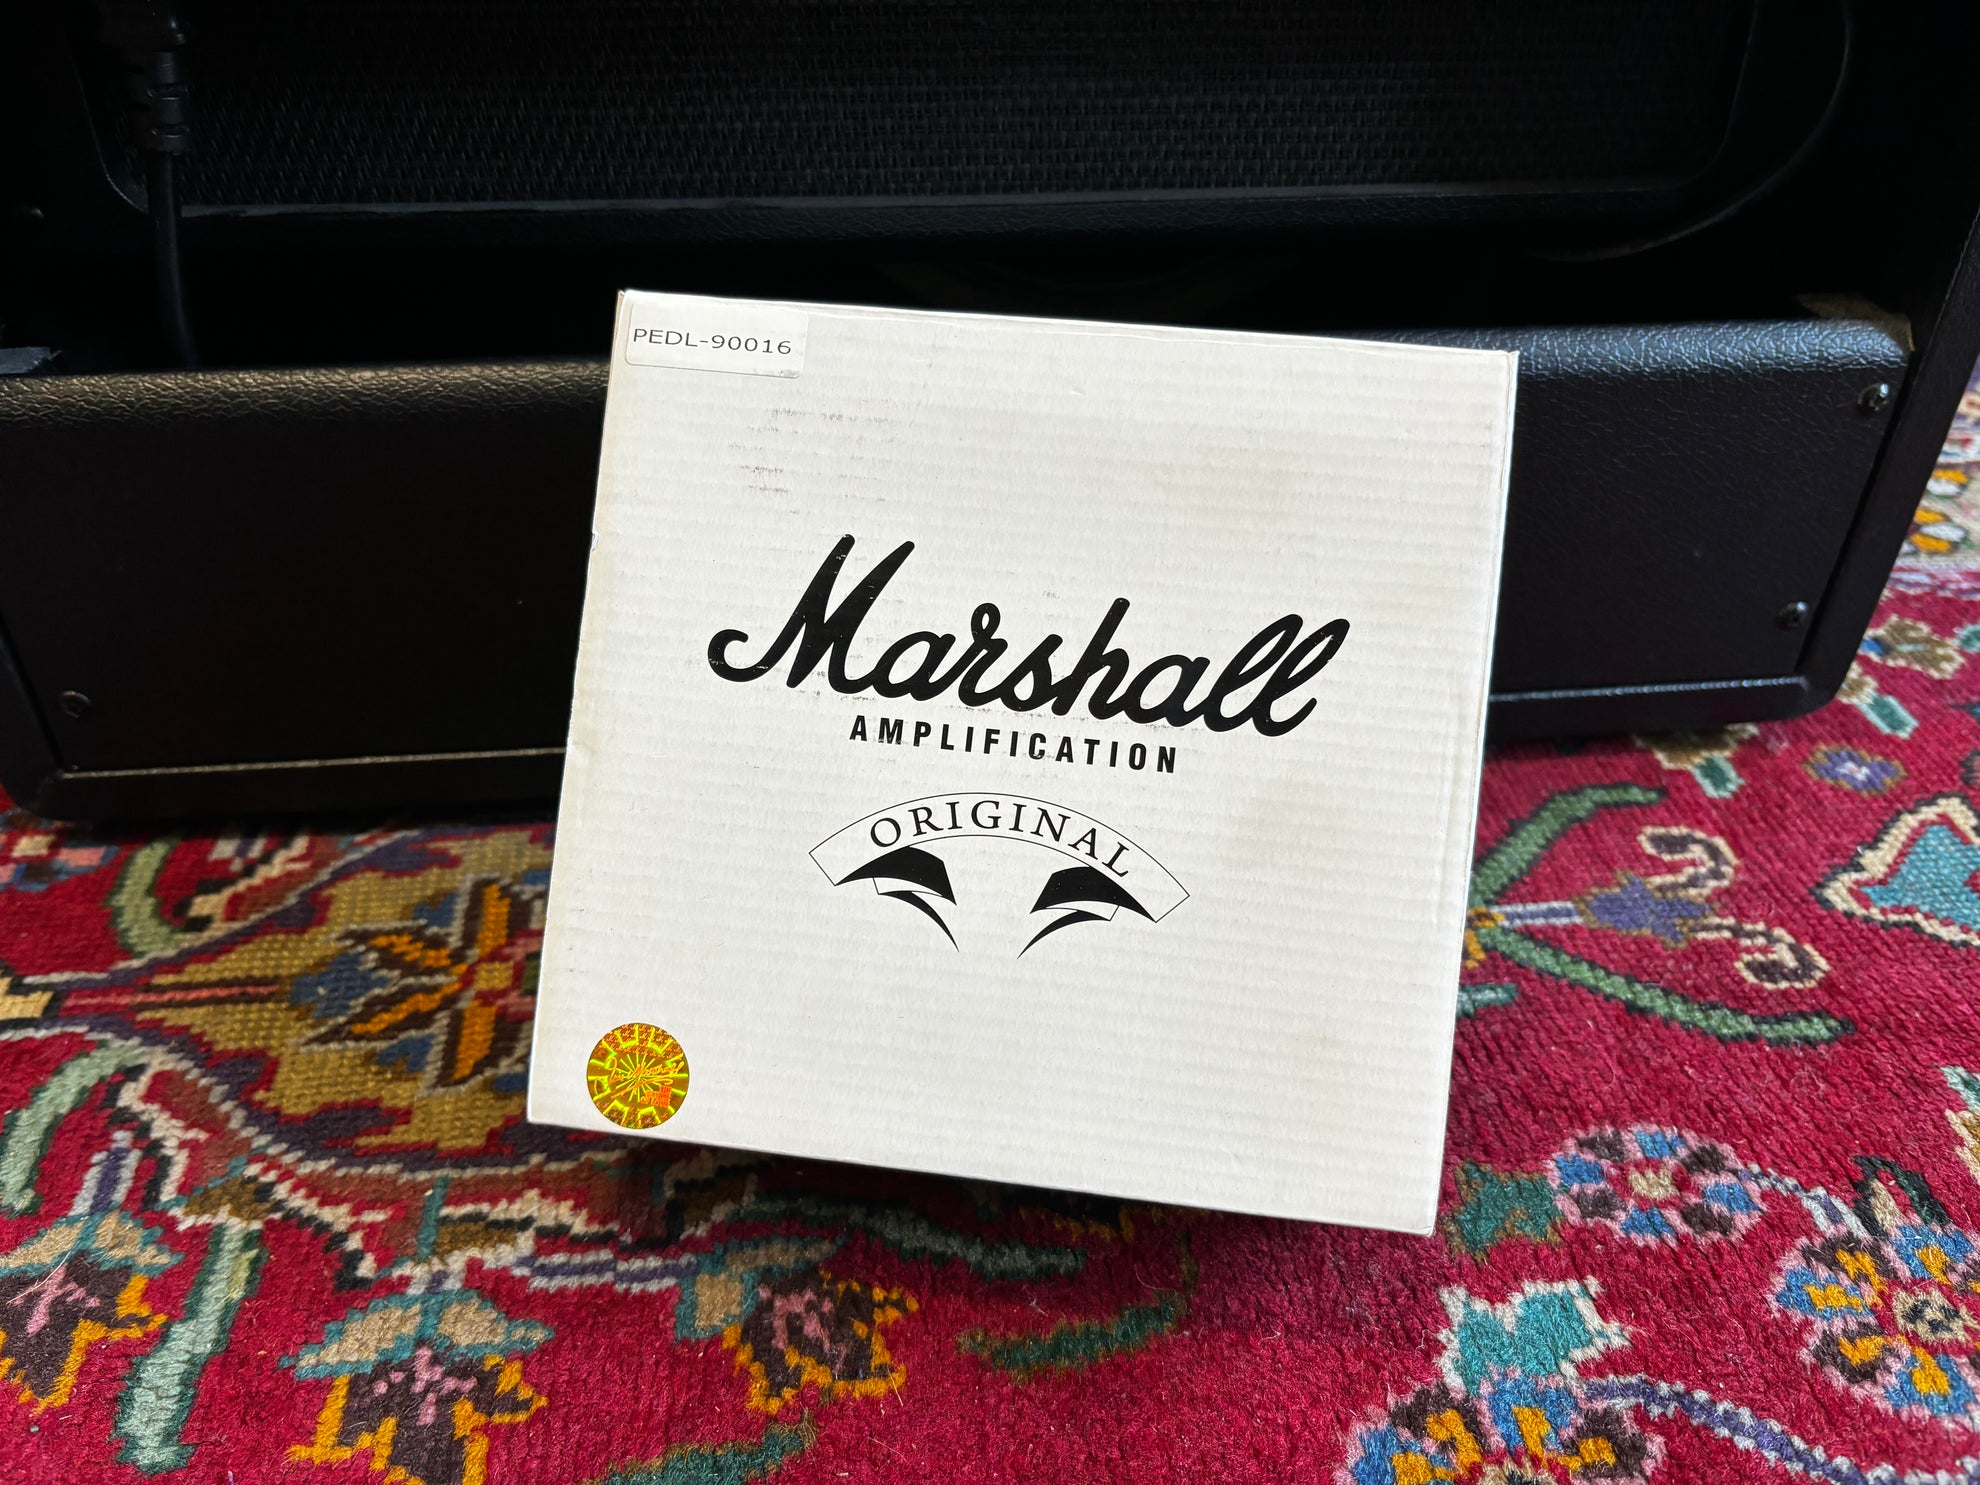 PEDL-90016
Marshall
AMPLIFICATION
ORIGINAL